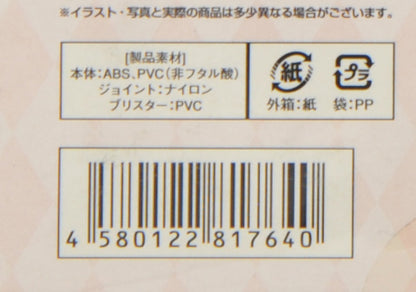 ※イラスト・写真と実際の商品は多少異なる場合がございます。
[製品素材]
本体:ABS、PVC(非フタル酸)
ジョイント:ナイロン
ブリスター:PVC
紙
プラ
外箱:紙 袋:PP
4 580122 817640